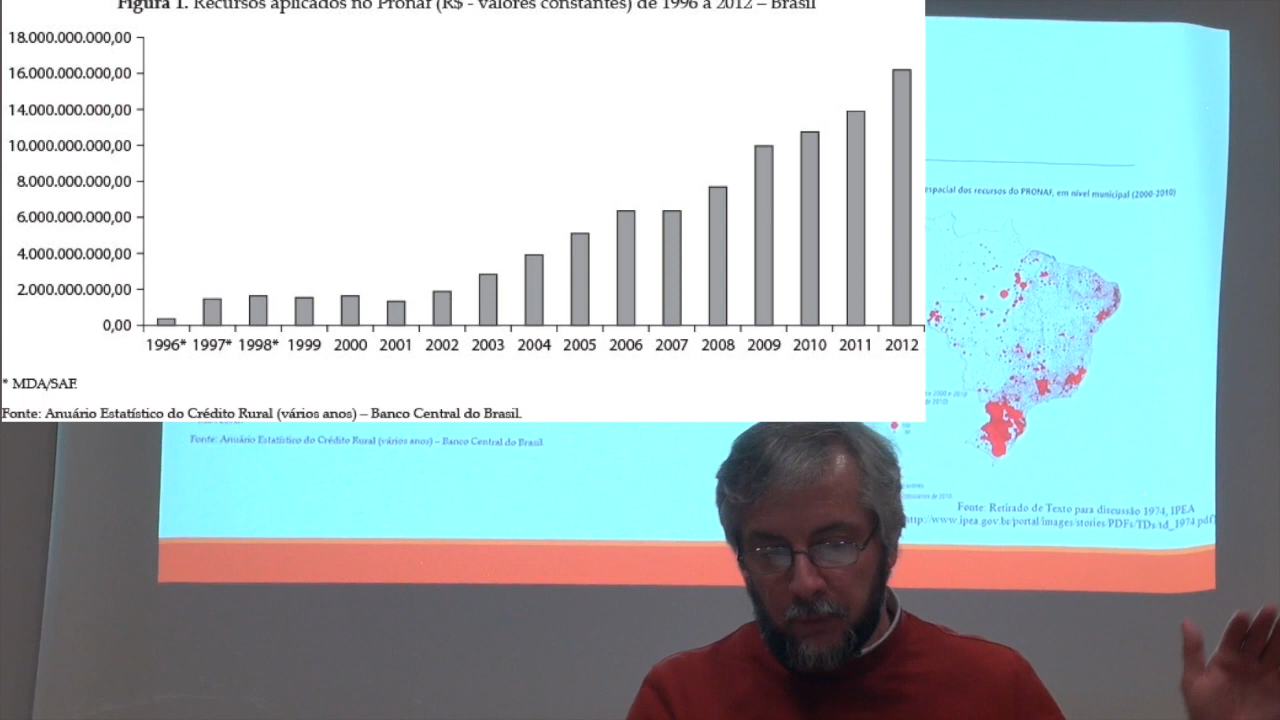 Figura 1. Recursos aplicados no Pronaf (R$ - valores constantes) de 1996 a 2012 – Brasil
18.000.000.000,00
16.000.000.000,00
14.000.000.000,00
10.000.000.000,00
8.000.000.000,00
6.000.000.000,00
4.000.000.000,00
2.000.000.000,00
0,00
1996* 1997* 1998* 1999 2000 2001 2002 2003 2004 2005 2006 2007 2008 2009 2010 2011 2012
* MDA/SAF.
Fonte: Anuário Estatístico do Crédito Rural (vários anos) – Banco Central do Brasil.
espacial dos recursos do PRONAF, em nível municipal (2000-2010)
Fonte: Anuário Estatístico do Crédito Rural (vários anos) – Banco Central do Brasil
Fonte: Retirado de Texto para discussão 1974, IPEA
http://www.ipea.gov.br/portal/images/stories/PDFs/TDs/td_1974.pdf